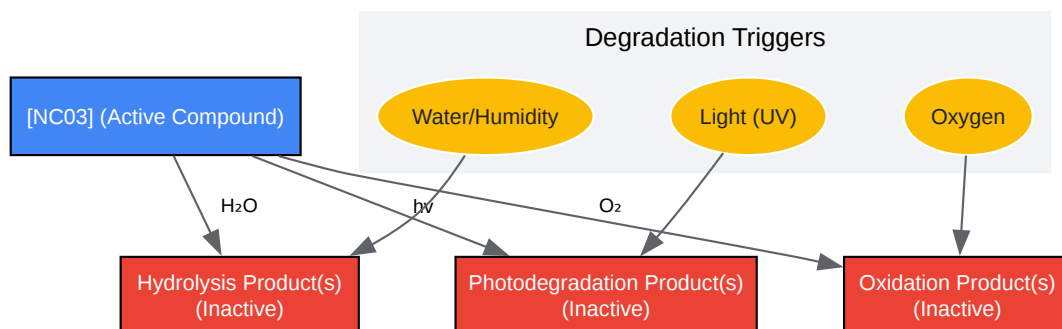 Degradation Triggers
[NC03] (Active Compound)
Water/Humidity
Light (UV)
Oxygen
H₂O
hν
O₂
Hydrolysis Product(s)
(Inactive)
Photodegradation Product(s)
(Inactive)
Oxidation Product(s)
(Inactive)